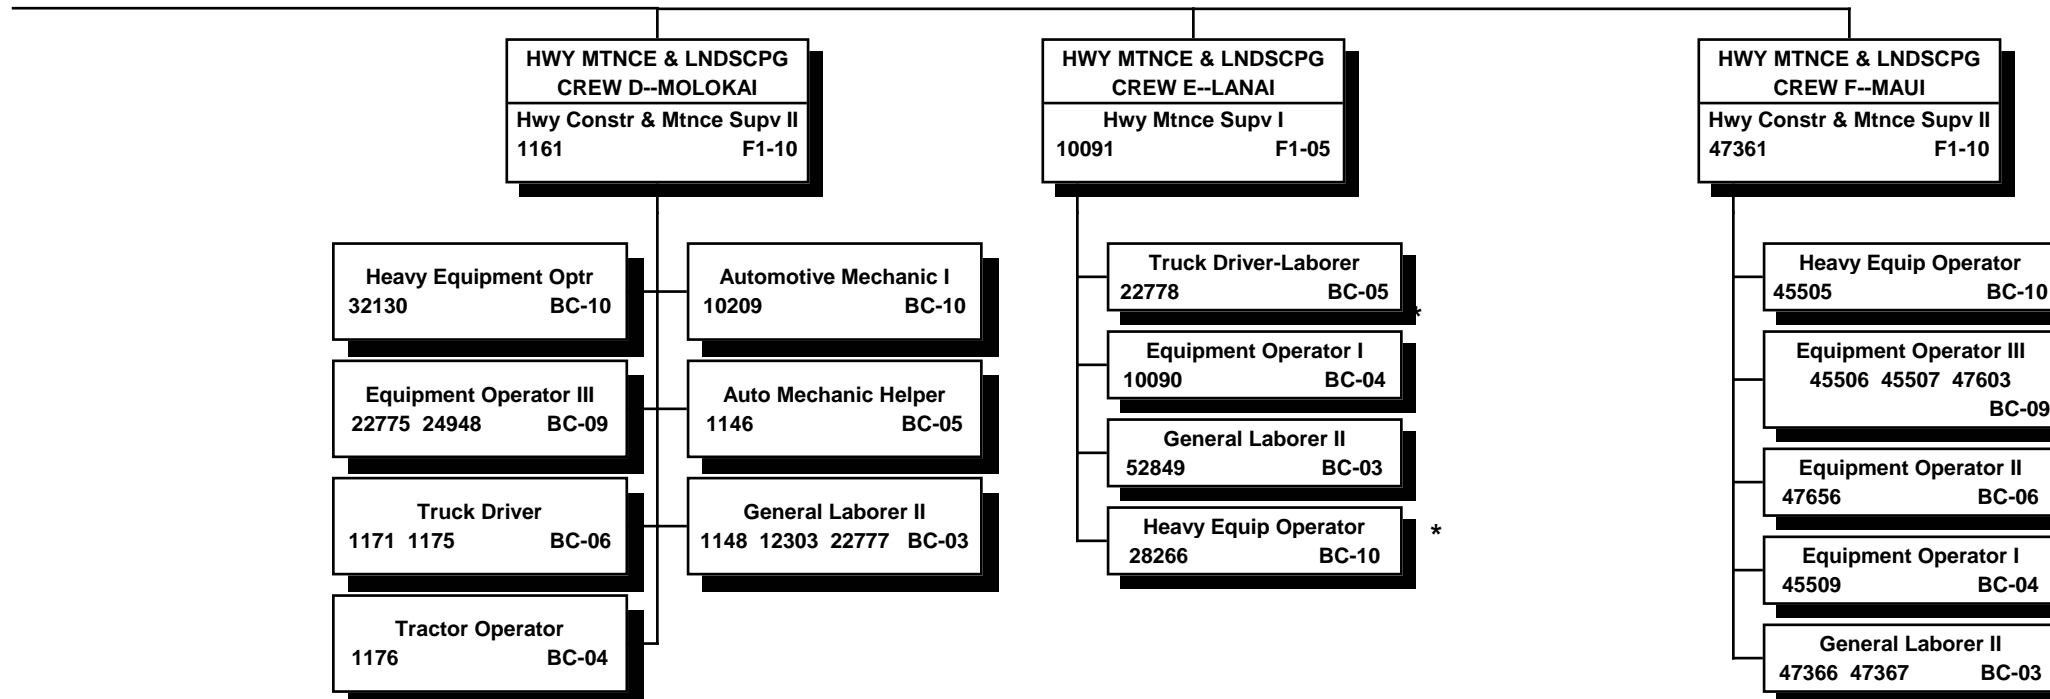 HWY MTNCE & LNDSCPG
CREW D--MOLOKAI
Hwy Constr & Mtnce Supv II
1161 F1-10
Heavy Equipment Optr
32130 BC-10
Equipment Operator III
22775 24948 BC-09
Truck Driver
1171 1175 BC-06
Tractor Operator
1176 BC-04
Automotive Mechanic I
10209 BC-10
Auto Mechanic Helper
1146 BC-05
General Laborer II
1148 12303 22777 BC-03
HWY MTNCE & LNDSCPG
CREW E--LANAI
Hwy Mtnce Supv I
10091 F1-05
Truck Driver-Laborer
22778 BC-05
*
Equipment Operator I
10090 BC-04
General Laborer II
52849 BC-03
Heavy Equip Operator *
28266 BC-10
HWY MTNCE & LNDSCPG
CREW F--MAUI
Hwy Constr & Mtnce Supv II
47361 F1-10
Heavy Equip Operator
45505 BC-10
Equipment Operator III
45506 45507 47603
BC-09
Equipment Operator II
47656 BC-06
Equipment Operator I
45509 BC-04
General Laborer II
47366 47367 BC-03